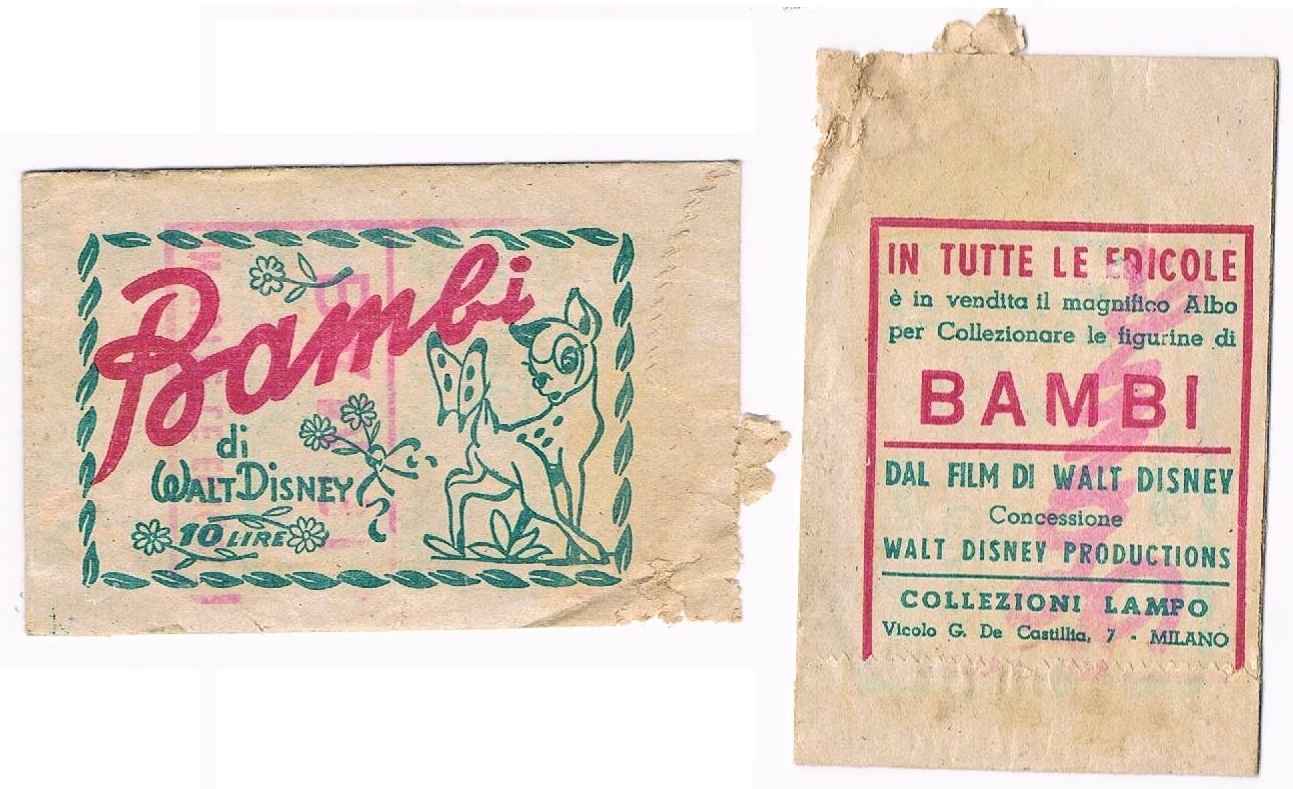 Bambi
di
WALT DISNEY
10 LIRE
IN TUTTE LE EDICOLE
è in vendita il magnifico Albo
per Collezionare le figurine di
BAMBI
DAL FILM DI WALT DISNEY
Concessione
WALT DISNEY PRODUCTIONS
COLLEZIONI LAMPO
Vicolo G. De Castillia, 7 - MILANO